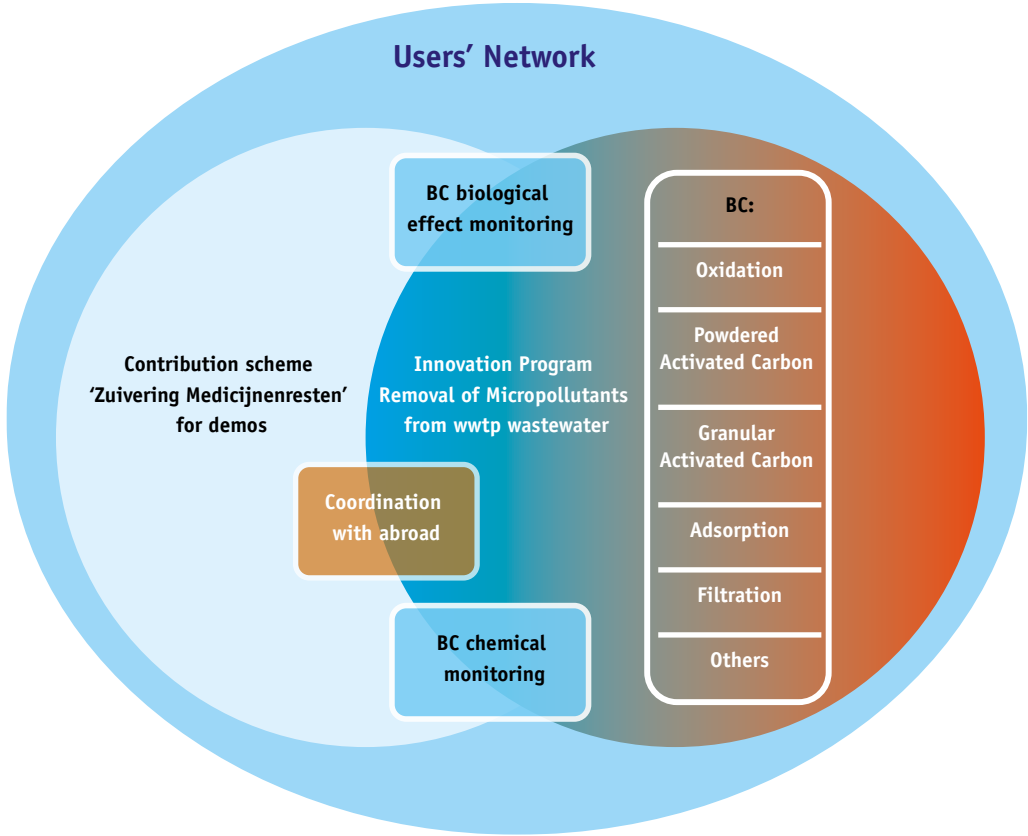 Users’ Network
BC biological
effect monitoring
Contribution scheme
‘Zuivering Medicijnenresten’
for demos
Innovation Program
Removal of Micropollutants
from wwtp wastewater
Coordination
with abroad
BC chemical
monitoring
BC:
Oxidation
Powdered
Activated Carbon
Granular
Activated Carbon
Adsorption
Filtration
Others